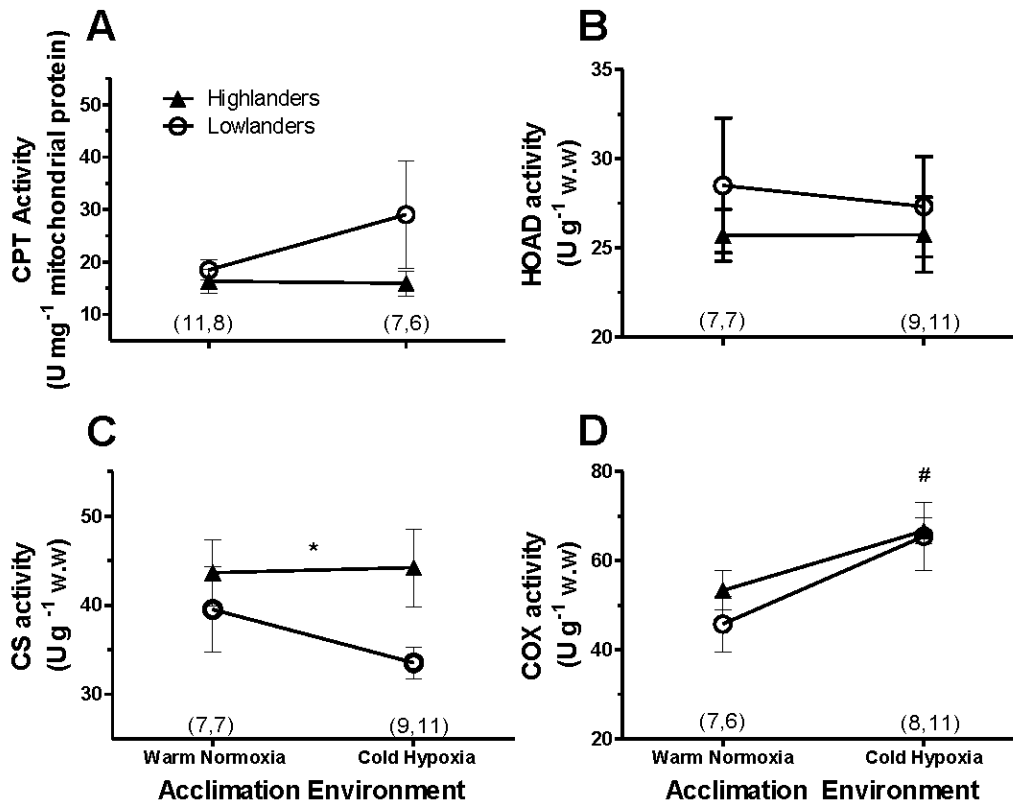 A
CPT Activity
(U mg-1 mitochondrial protein)
50
40
30
20
10
Highlanders
Lowlanders
(11,8)
(7,6)
B
HOAD activity
(U g-1 w.w)
35
30
25
20
(7,7)
(9,11)
C
CS activity
(U g -1 w.w)
50
40
30
*
(7,7)
(9,11)
Warm Normoxia
Cold Hypoxia
Acclimation Environment
D
COX activity
(U g-1 w.w)
80
60
40
20
#
(7,6)
(8,11)
Warm Normoxia
Cold Hypoxia
Acclimation Environment